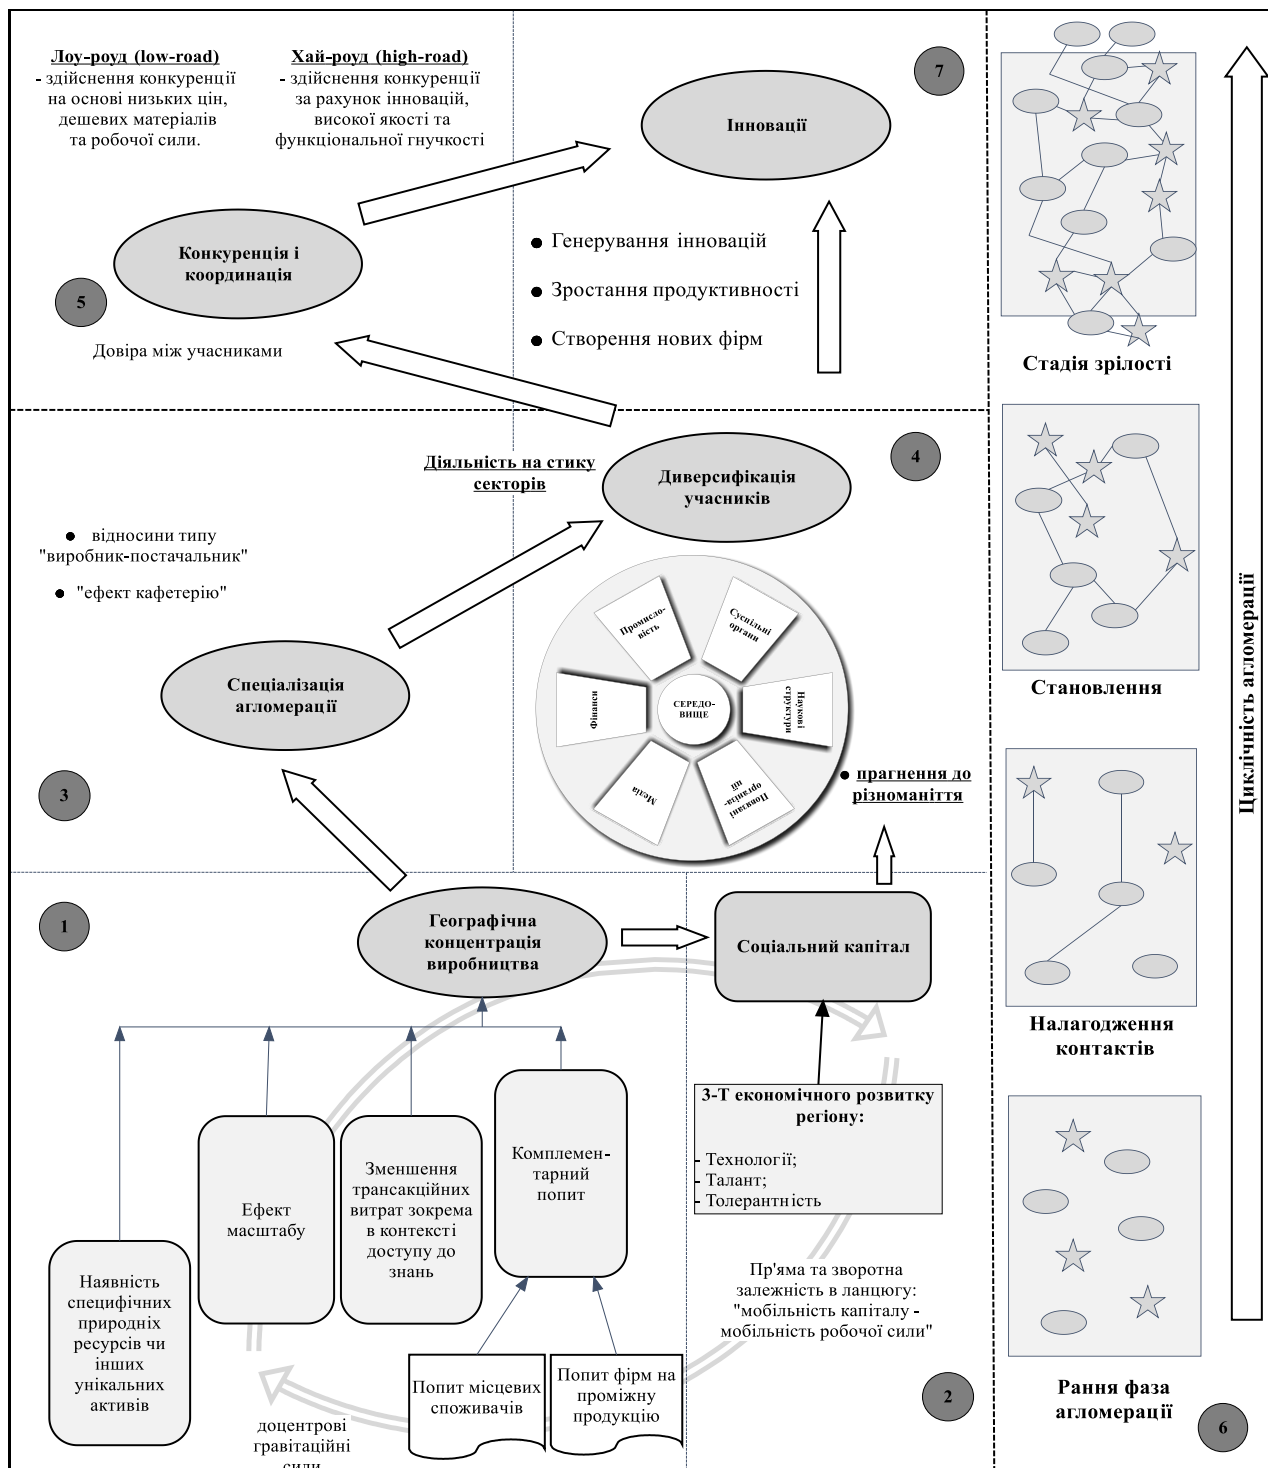 Лоу-роуд (low-road)
- здійснення конкуренції
на основі низьких цін,
дешевих матеріалів
та робочої сили.
Хай-роуд (high-road)
- здійснення конкуренції
за рахунок інновацій,
високої якості та
функціональної гнучкості
7
Інновації
Конкуренція і
координація
5
Довіра між учасниками
● Генерування інновацій
● Зростання продуктивності
● Створення нових фірм
4
Діяльність на стику
секторів
Диверсифікація
учасників
● відносини типу
"виробник-постачальник"
● "ефект кафетерію"
Спеціалізація
агломерації
3
Промисло-
вість
Суспільні
органи
Фінанси
СЕРЕДО-
ВИЩЕ
Наукові
структури
Медіа
Повязані
організа-
ції
● прагнення до
різноманіття
1
Географічна
концентрація
виробництва
Соціальний капітал
3-Т економічного розвитку
регіону:
- Технології;
- Талант;
- Толерантність
Комплемен-
тарний
попит
Зменшення
трансакційних
витрат зокрема
в контексті
доступу до
знань
Ефект
масштабу
Наявність
специфічних
природніх
ресурсів чи
інших
унікальних
активів
Пр'яма та зворотна
залежність в ланцюгу:
"мобільність капіталу -
мобільність робочої сили"
Попит місцевих
споживачів
Попит фірм на
проміжну
продукцію
2
доцентрові
гравітаційні
сили
Стадія зрілості
Становлення
Налагодження
контактів
Рання фаза
агломерації
6
Циклічність агломерації